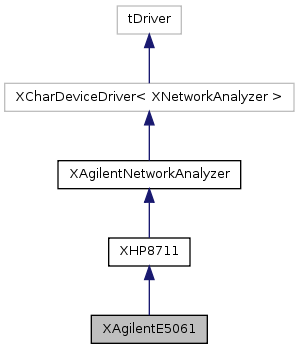 tDriver
XCharDeviceDriver< XNetworkAnalyzer >
XAgilentNetworkAnalyzer
XHP8711
XAgilentE5061